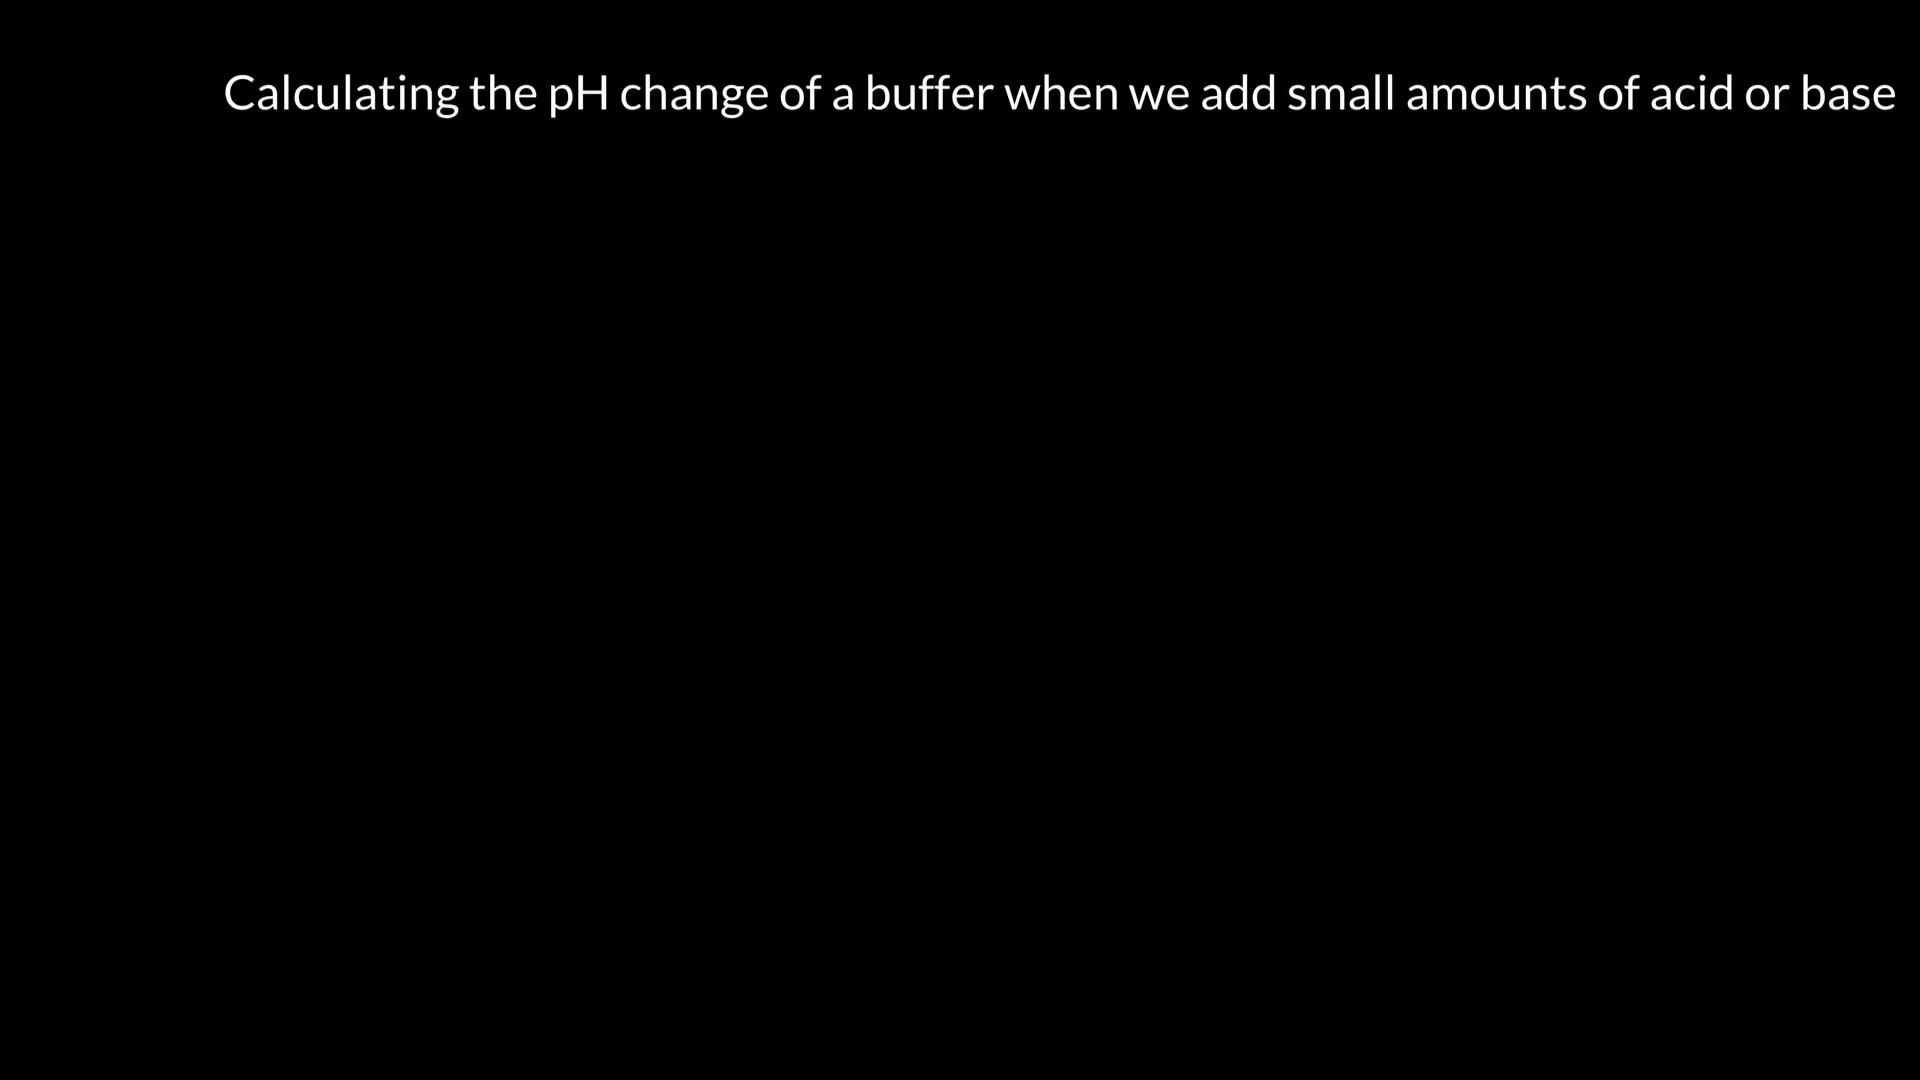 Calculating the pH change of a buffer when we add small amounts of acid or base